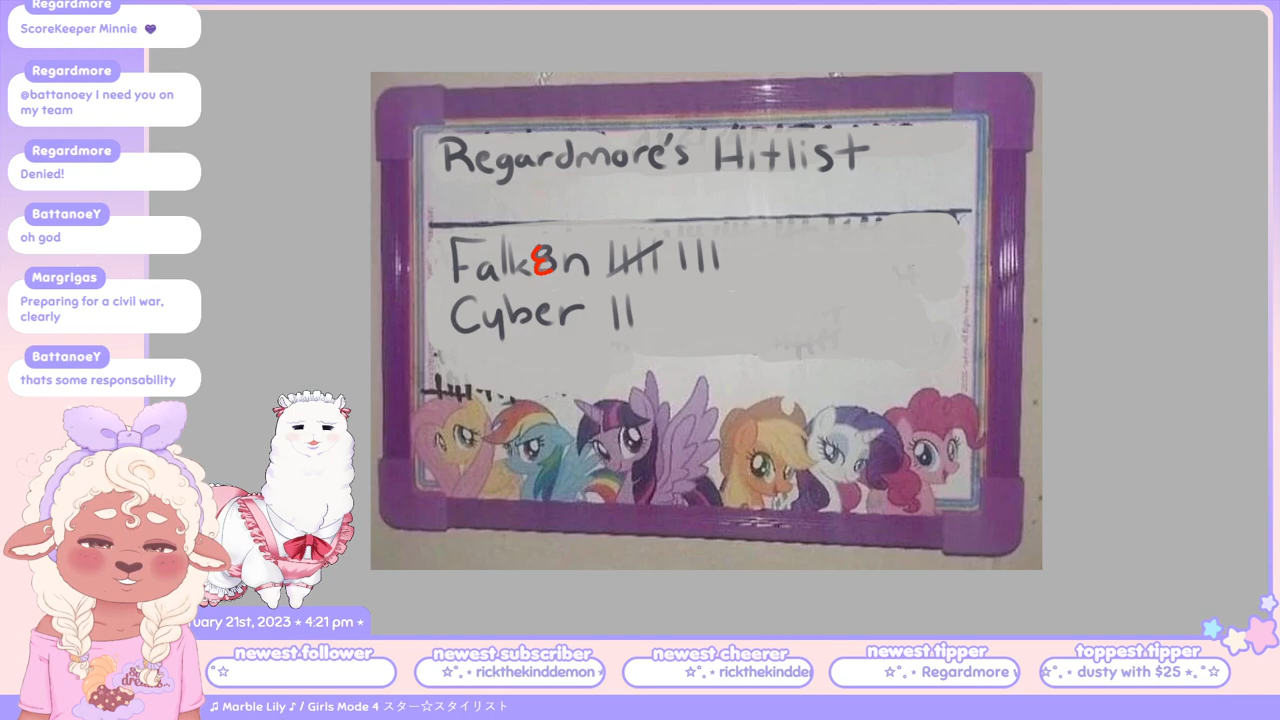 Regardmore
ScoreKeeper Minnie 💜
Regardmore
@battanoey I need you on
my team
Regardmore
Denied!
BattanoeY
oh god
Margrigas
Preparing for a civil war,
clearly
BattanoeY
thats some responsability
Regardmore's Hitlist
Falk8n
Cyber II
uary 21st, 2023 ⋆ 4:21 pm ⋆
newest follower
newest subscriber
newest cheerer
newest tipper
toppest tipper
˚☆
☆˚. ⋆ rickthekinddemon ⋆
☆˚. ⋆ rickthekindde
☆˚. ⋆ Regardmore
☆˚. ⋆ dusty with $25 ⋆. ˚☆
♫ Marble Lily ♪ / Girls Mode 4 スター☆スタイリスト